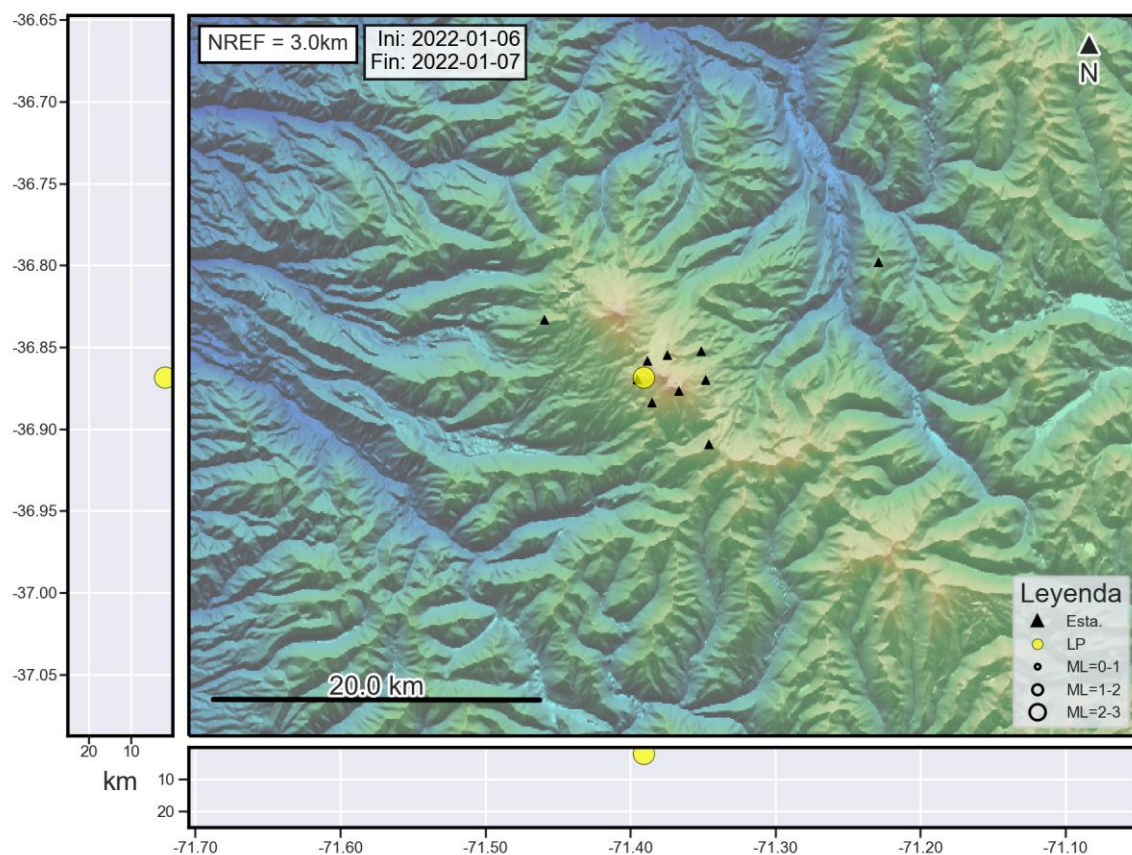 NREF = 3.0km
Ini: 2022-01-06
Fin: 2022-01-07
N
-36.65
-36.70
-36.75
-36.80
-36.85
-36.90
-36.95
-37.00
-37.05
20 10
km
20.0 km
Leyenda
Esta.
LP
ML=0-1
ML=1-2
ML=2-3
10
20
-71.70 -71.60 -71.50 -71.40 -71.30 -71.20 -71.10